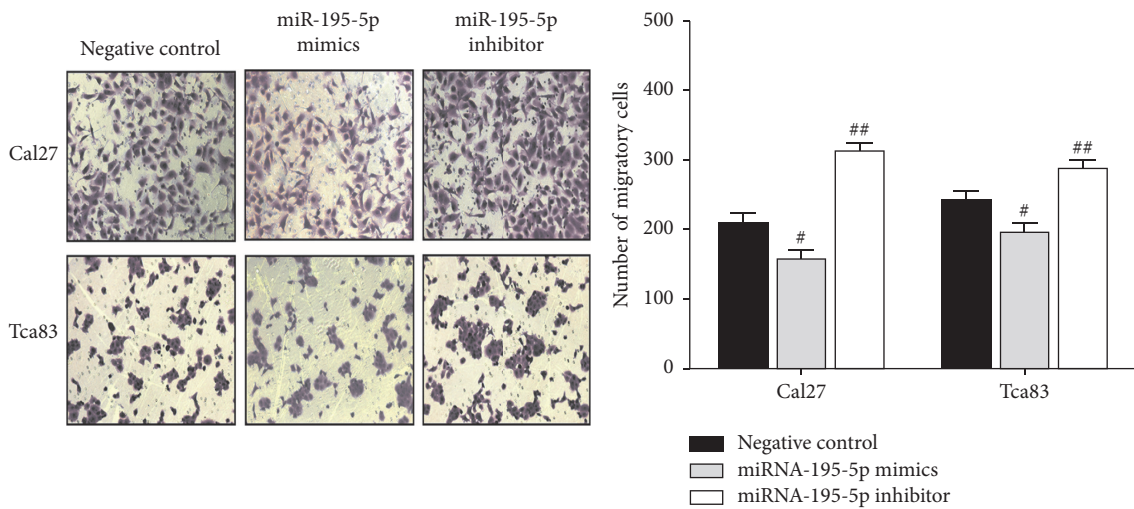 Negative control
miR-195-5p
mimics
miR-195-5p
inhibitor
Cal27
Tca83
Number of migratory cells
500
400
300
200
100
0
#
##
#
##
Cal27
Tca83
Negative control
miRNA-195-5p mimics
miRNA-195-5p inhibitor